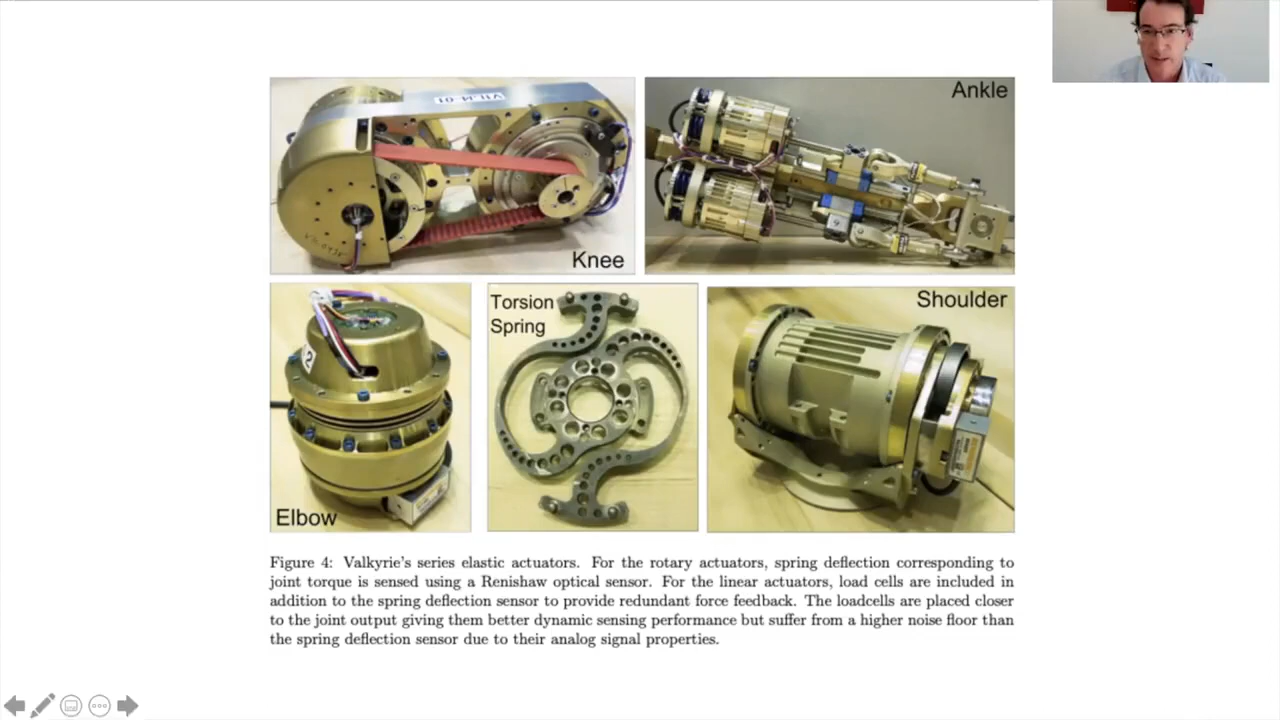 Knee
Ankle
Elbow
Torsion
Spring
Shoulder
Figure 4: Valkyrie's series elastic actuators. For the rotary actuators, spring deflection corresponding to
joint torque is sensed using a Renishaw optical sensor. For the linear actuators, load cells are included in
addition to the spring deflection sensor to provide redundant force feedback. The loadcells are placed closer
to the joint output giving them better dynamic sensing performance but suffer from a higher noise floor than
the spring deflection sensor due to their analog signal properties.